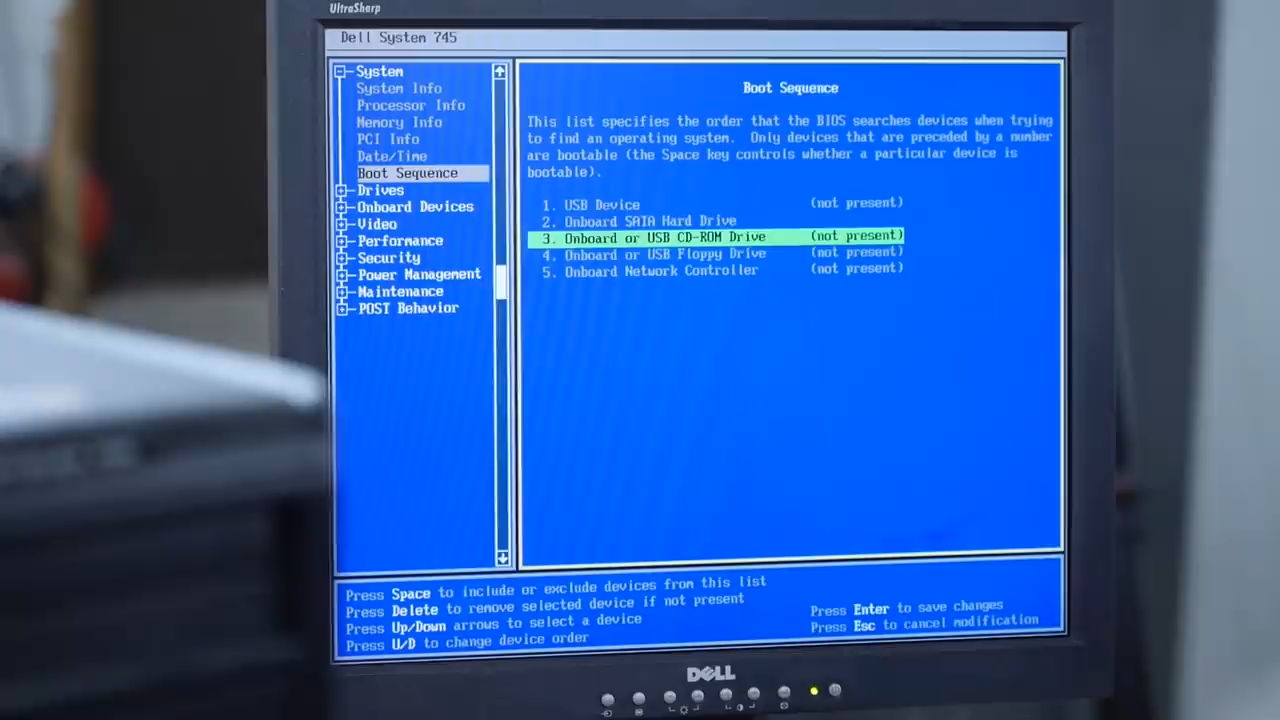 UltraSharp
Dell System 745
System
System Info
Processor Info
Memory Info
PCI Info
Date/Time
Boot Sequence
Drives
Onboard Devices
Video
Performance
Security
Power Management
Maintenance
POST Behavior
Boot Sequence
This list specifies the order that the BIOS searches devices when trying
to find an operating system. Only devices that are preceded by a number
are bootable (the Space key controls whether a particular device is
bootable).
1. USB Device (not present)
2. Onboard SATA Hard Drive
3. Onboard or USB CD-ROM Drive (not present)
4. Onboard or USB Floppy Drive (not present)
5. Onboard Network Controller (not present)
Press Space to include or exclude devices from this list
Press Delete to remove selected device if not present
Press Up/Down arrows to select a device
Press U/D to change device order
Press Enter to save changes
Press Esc to cancel modification
DELL